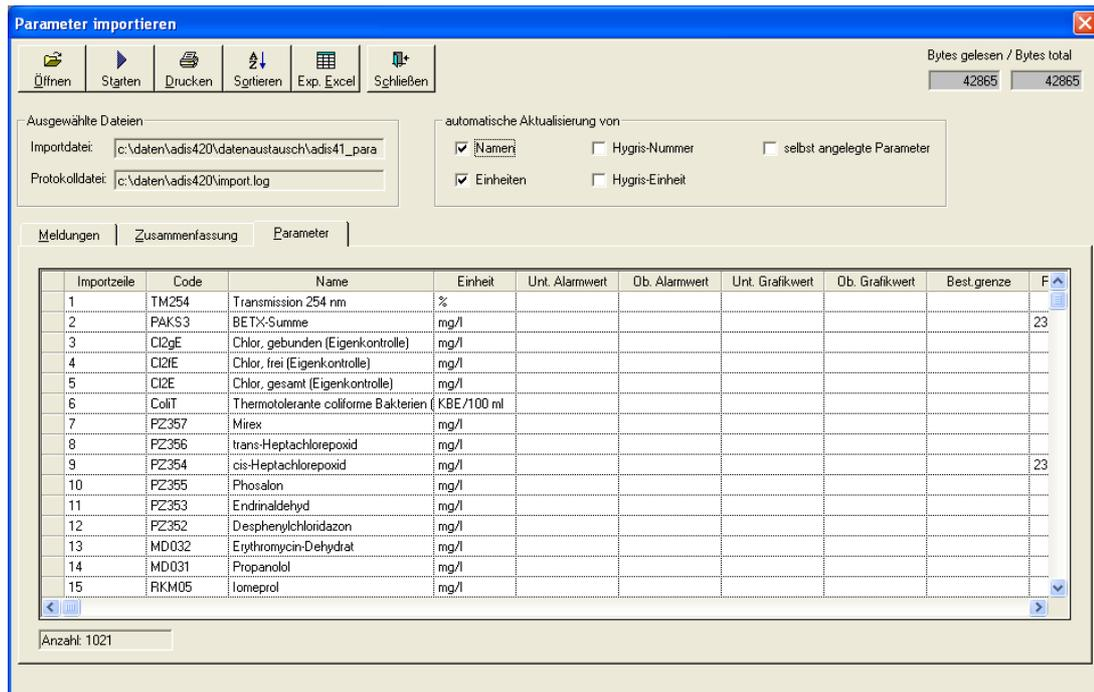 Parameter importieren
Öffnen Starten Drucken Sortieren Exp. Excel Schließen
Bytes gelesen / Bytes total
42865 42865
Ausgewählte Dateien
Importdatei: c:\daten\adis420\datenaustausch\adis41_para
Protokolldatei: c:\daten\adis420\import.log
automatische Aktualisierung von
Namen Hygris-Nummer selbst angelegte Parameter
Einheiten Hygris-Einheit
Meldungen Zusammenfassung Parameter
Importzeile Code Name Einheit Unt. Alarmwert Ob. Alarmwert Unt. Grafikwert Ob. Grafikwert Best.grenze F
1 TM254 Transmission 254 nm %
2 PAKS3 BETX-Summe mg/l 23
3 Cl2gE Chlor, gebunden (Eigenkontrolle) mg/l
4 Cl2fE Chlor, frei (Eigenkontrolle) mg/l
5 Cl2E Chlor, gesamt (Eigenkontrolle) mg/l
6 ColiT Thermotolerante coliforme Bakterien ( KBE/100 ml
7 PZ357 Mirex mg/l
8 PZ356 trans-Heptachlorepoxid mg/l
9 PZ354 cis-Heptachlorepoxid mg/l 23
10 PZ355 Phosalon mg/l
11 PZ353 Endrinaldehyd mg/l
12 PZ352 Desphenylchloridazon mg/l
13 MD032 Erythromycin-Dehydrat mg/l
14 MD031 Propanolol mg/l
15 RKM05 Iomeprol mg/l
Anzahl: 1021